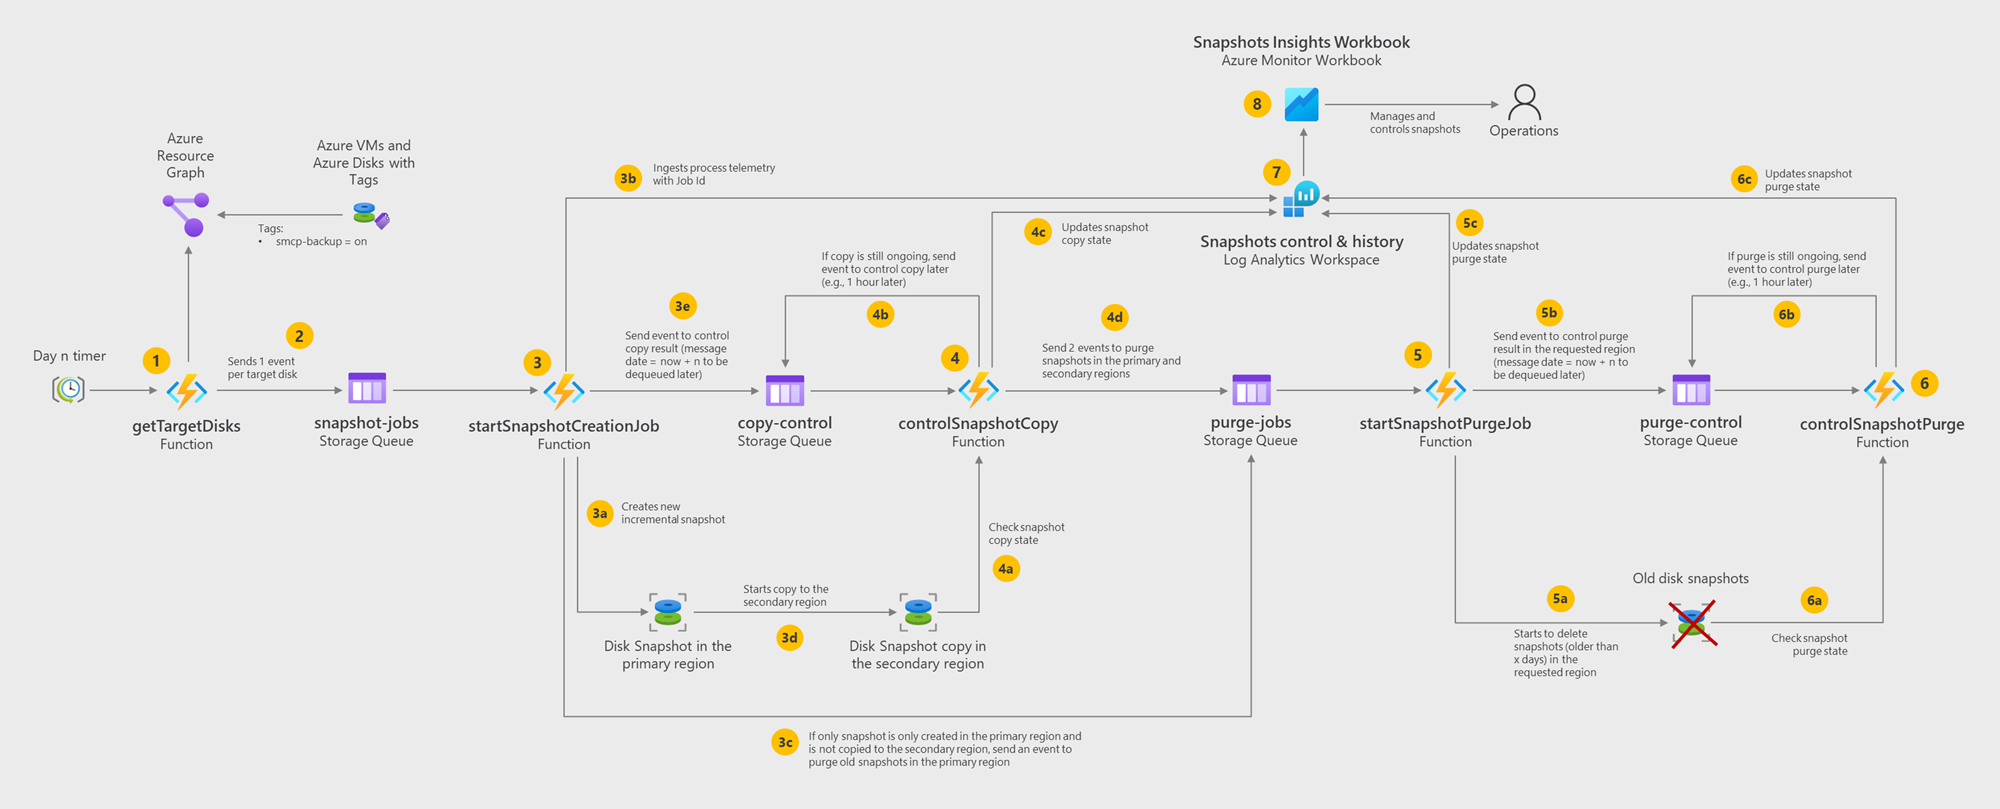 Snapshots Insights Workbook
Azure Monitor Workbook
8
Manages and
controls snapshots
Operations
Azure
Resource
Graph
Azure VMs and
Azure Disks with
Tags
Tags:
• smcp-backup = on
3b
Ingests process telemetry
with Job Id
7
6c
Updates snapshot
purge state
4c
Updates snapshot
copy state
Snapshots control & history
Log Analytics Workspace
5c
Updates snapshot
purge state
If copy is still ongoing, send
event to control copy later
(e.g., 1 hour later)
4b
If purge is still ongoing, send
event to control purge later
(e.g., 1 hour later)
6b
Day n timer
1
2
Sends 1 event
per target disk
3
3e
Send event to control
copy result (message
date = now + n to be
dequeued later)
4
4d
Send 2 events to purge
snapshots in the primary and
secondary regions
5
5b
Send event to control purge
result in the requested region
(message date = now + n to
be dequeued later)
6
getTargetDisks
Function
snapshot-jobs
Storage Queue
startSnapshotCreationJob
Function
copy-control
Storage Queue
controlSnapshotCopy
Function
purge-jobs
Storage Queue
startSnapshotPurgeJob
Function
purge-control
Storage Queue
controlSnapshotPurge
Function
3a
Creates new
incremental snapshot
Check snapshot
copy state
4a
Starts copy to the
secondary region
3d
Disk Snapshot in the
primary region
Disk Snapshot copy in
the secondary region
Old disk snapshots
5a
Starts to delete
snapshots (older than
x days) in the
requested region
6a
Check snapshot
purge state
3c
If only snapshot is only created in the primary region and
is not copied to the secondary region, send an event to
purge old snapshots in the primary region